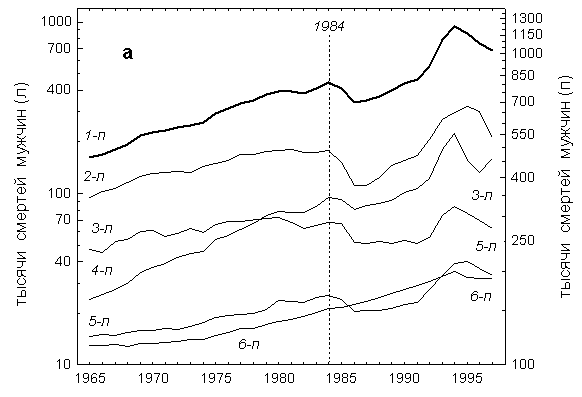 1984
1000
700
400
100
70
40
10
тысячи смертей мужчин (л)
а
1-п
2-п
3-п
4-п
5-п
6-п
3-п
5-п
6-п
1300
1150
1000
850
700
550
400
250
100
тысячи смертей мужчин (п)
1965 1970 1975 1980 1985 1990 1995